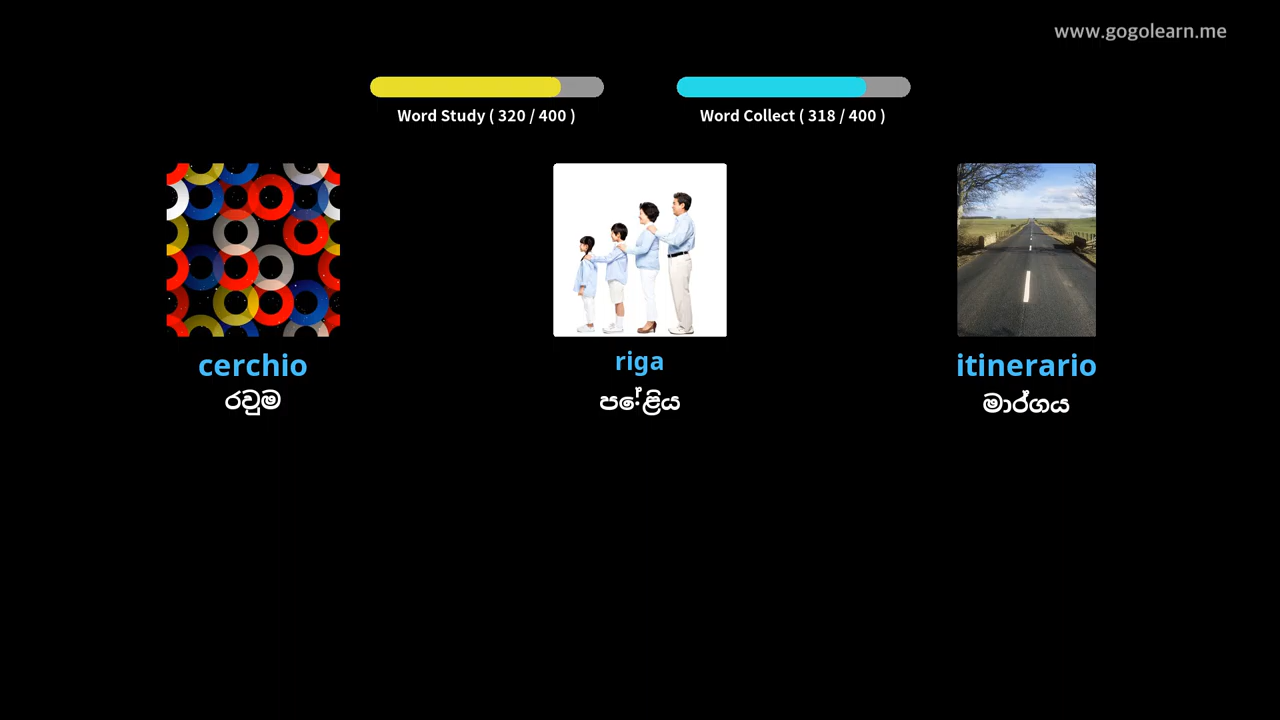 www.gogolearn.me
Word Study ( 320 / 400 )
Word Collect ( 318 / 400 )
cerchio
රවුම
riga
පේළිය
itinerario
මාර්ගය